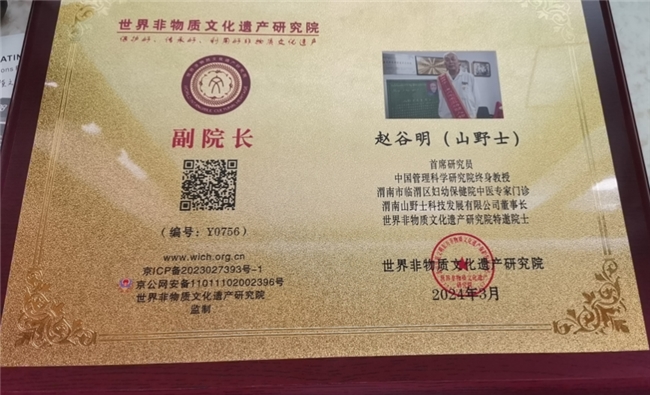 世界非物质文化遗产研究院
保护好、传承好、利用好非物质文化遗产
副院长
(编号:Y0756)
www.wich.org.cn
京ICP备2023027393号-1
京公网安备11011102002396号
世界非物质文化遗产研究院
监制
赵谷明(山野士)
首席研究员
中国管理科学研究院终身教授
渭南市临渭区妇幼保健院中医专家门诊
渭南山野士科技发展有限公司董事长
世界非物质文化遗产研究院特邀院士
世界非物质文化遗产研究院
2024年3月